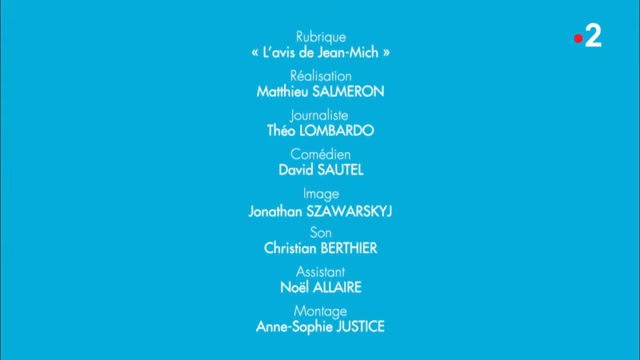 Rubrique
« L'avis de Jean-Mich »
Réalisation
Matthieu SALMERON
Journaliste
Théo LOMBARDO
Comédien
David SAUTEL
Image
Jonathan SZAWARSKYJ
Son
Christian BERTHIER
Assistant
Noël ALLAIRE
Montage
Anne-Sophie JUSTICE
2